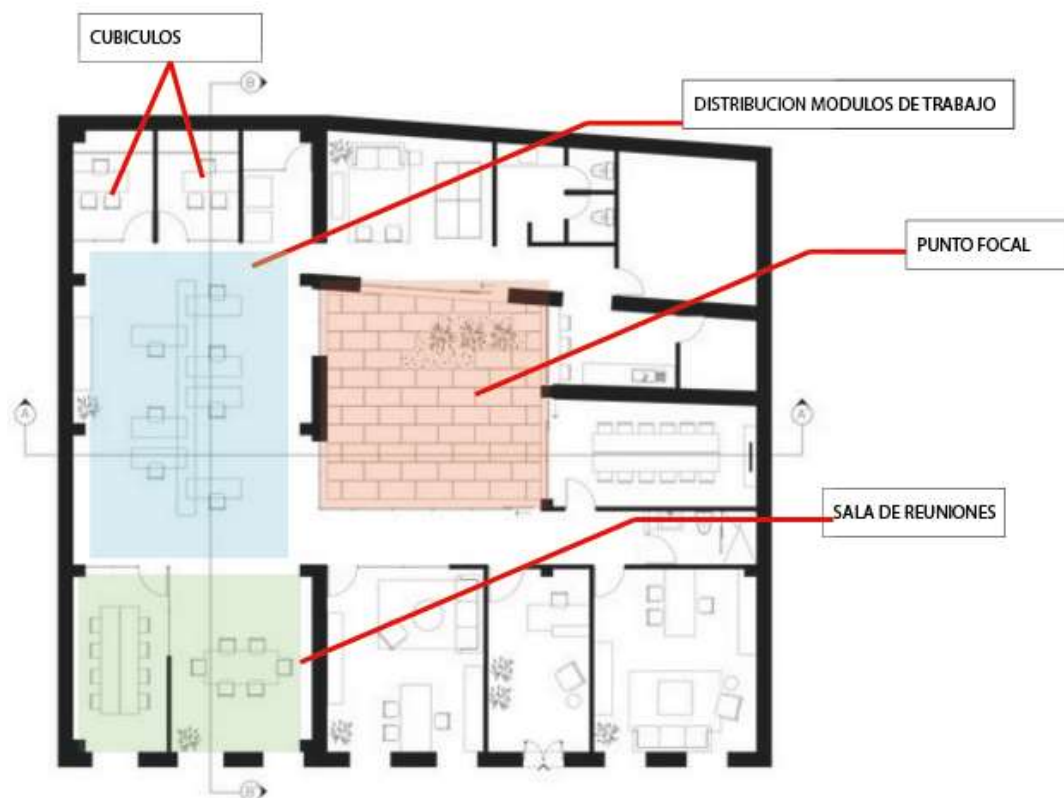 CUBICULOS
B
DISTRIBUCION MODULOS DE TRABAJO
PUNTO FOCAL
A
A
SALA DE REUNIONES
B